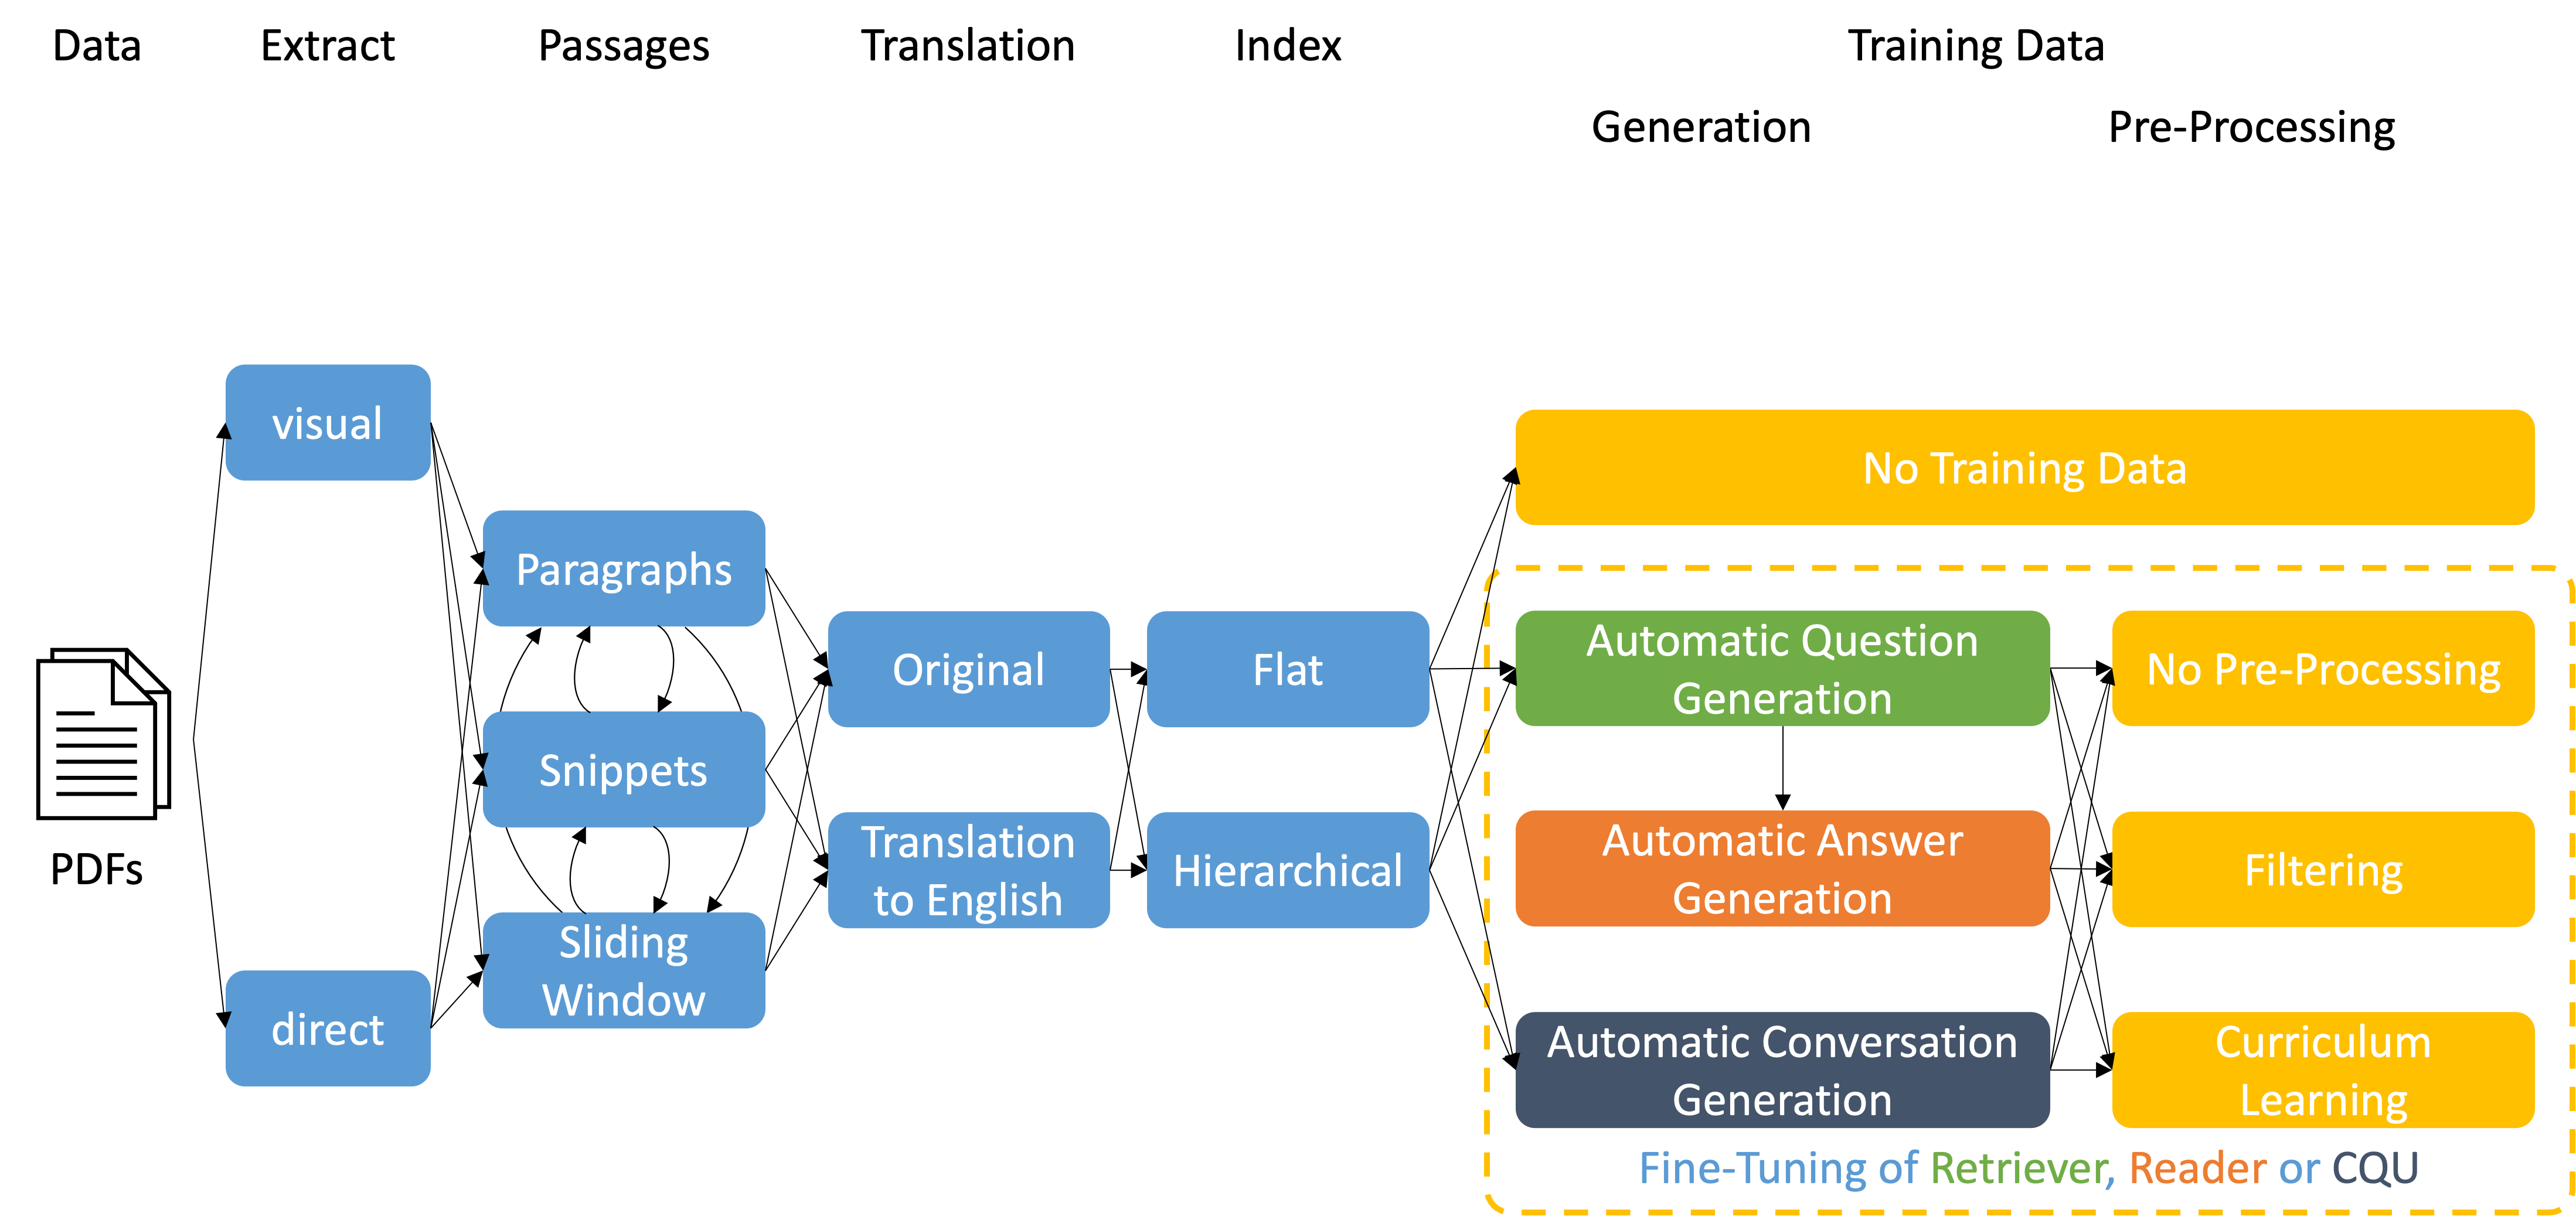 Data
Extract
Passages
Translation
Index
Training Data
Generation
Pre-Processing
PDFs
visual
direct
Paragraphs
Snippets
Sliding
Window
Original
Translation
to English
Flat
Hierarchical
No Training Data
Automatic Question
Generation
Automatic Answer
Generation
Automatic Conversation
Generation
No Pre-Processing
Filtering
Curriculum
Learning
Fine-Tuning of Retriever, Reader or CQU